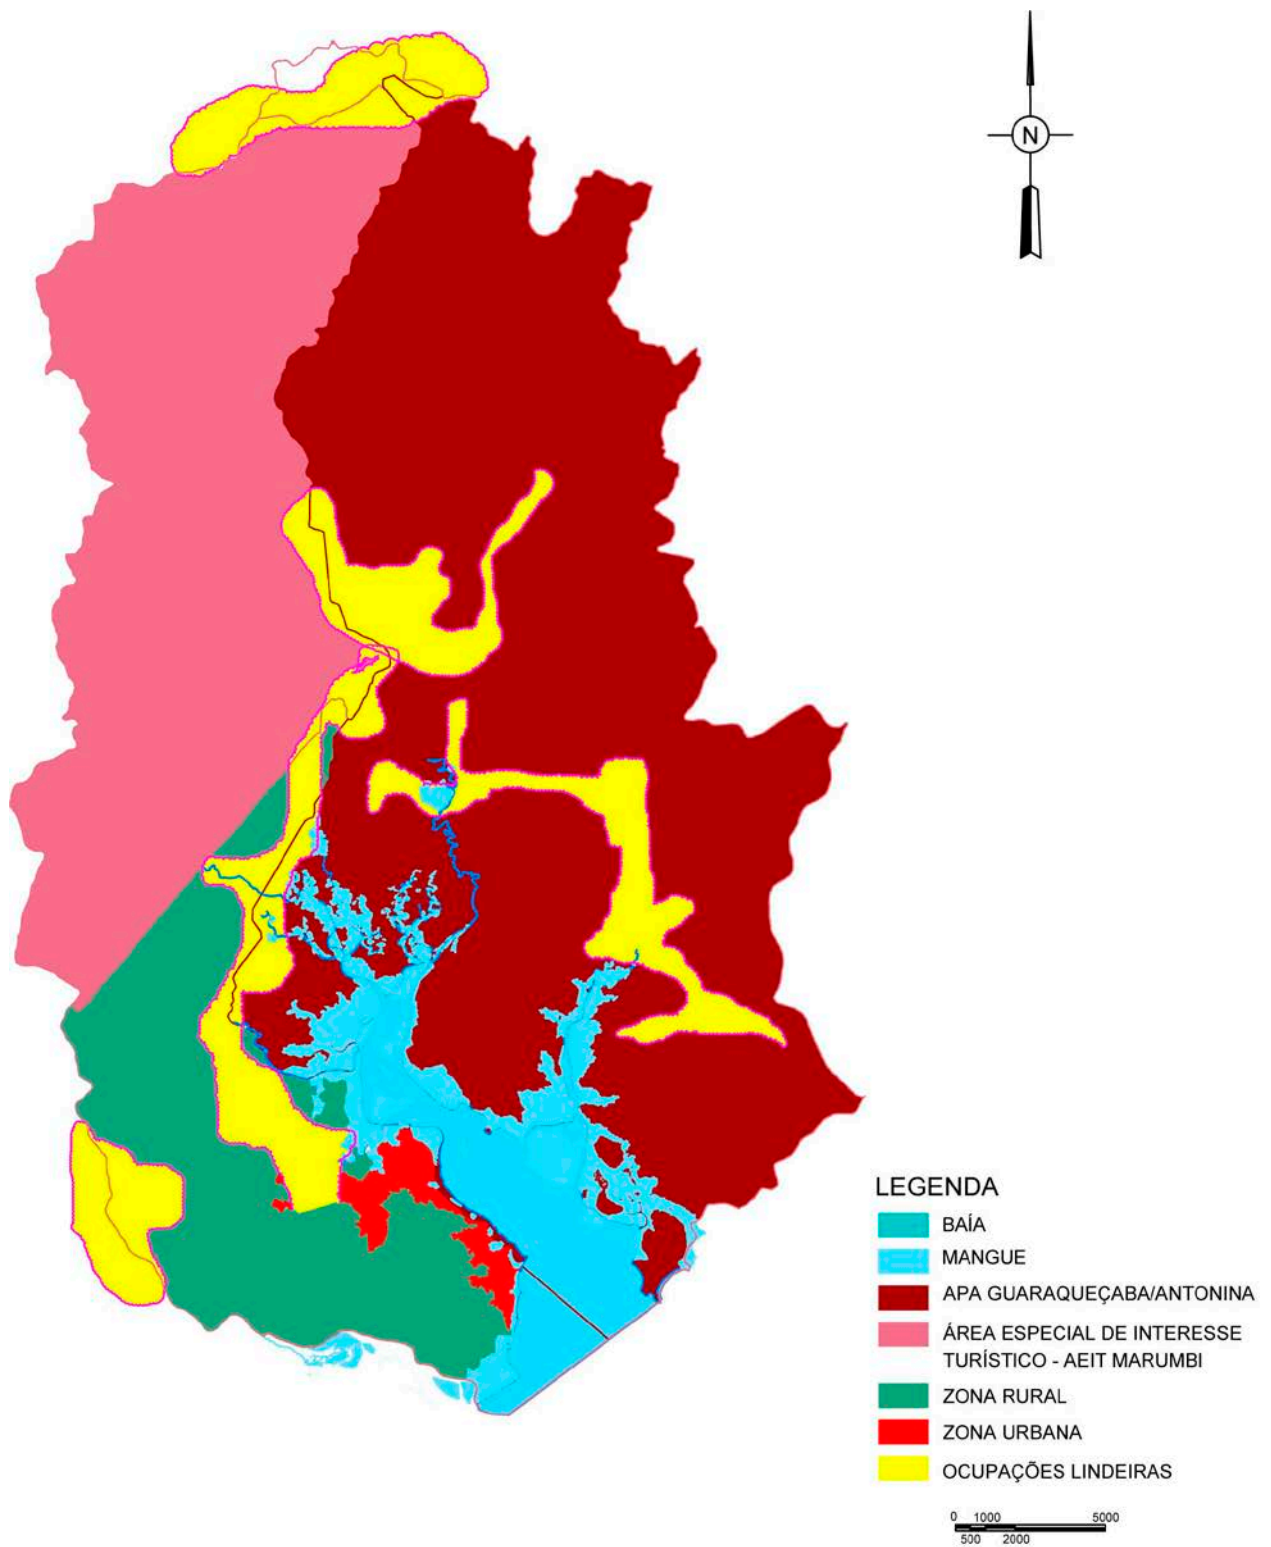 N
LEGENDA
BAÍA
MANGUE
APA GUARAQUEÇABA/ANTONINA
ÁREA ESPECIAL DE INTERESSE
TURÍSTICO - AEIT MARUMBI
ZONA RURAL
ZONA URBANA
OCUPAÇÕES LINDEIRAS
0 1000 5000
500 2000